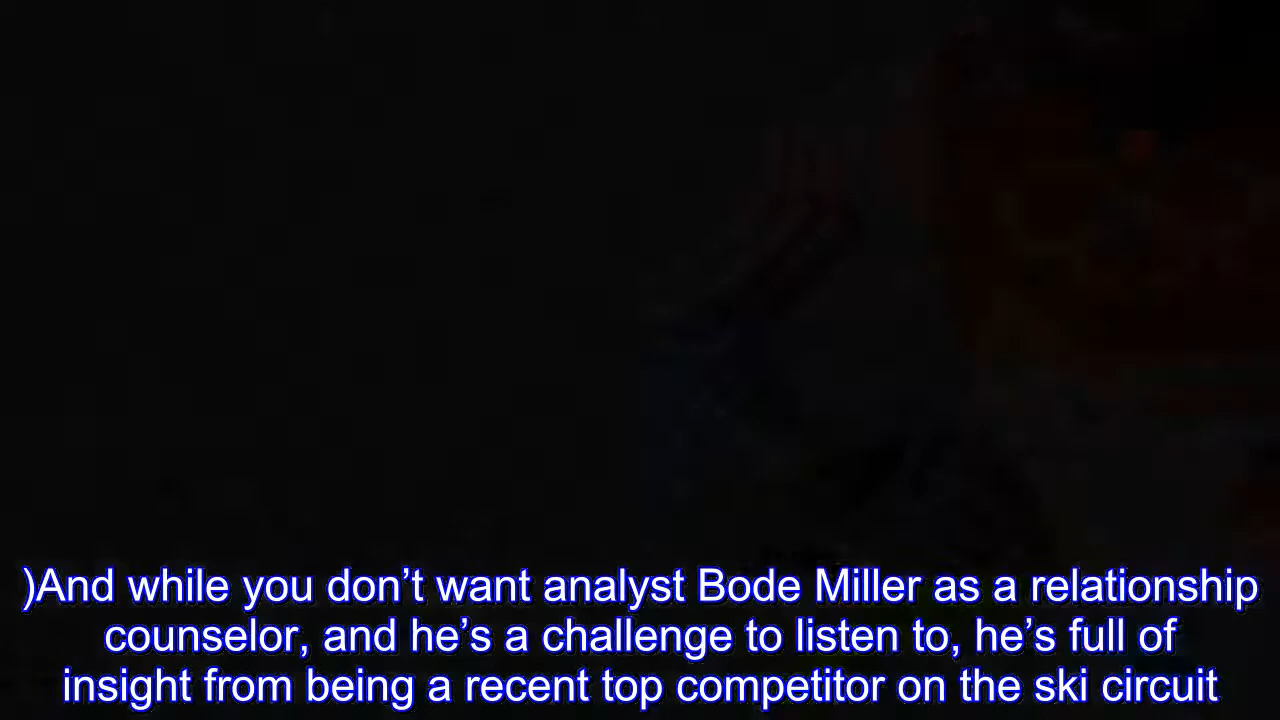 )And while you don’t want analyst Bode Miller as a relationship
counselor, and he’s a challenge to listen to, he’s full of
insight from being a recent top competitor on the ski circuit